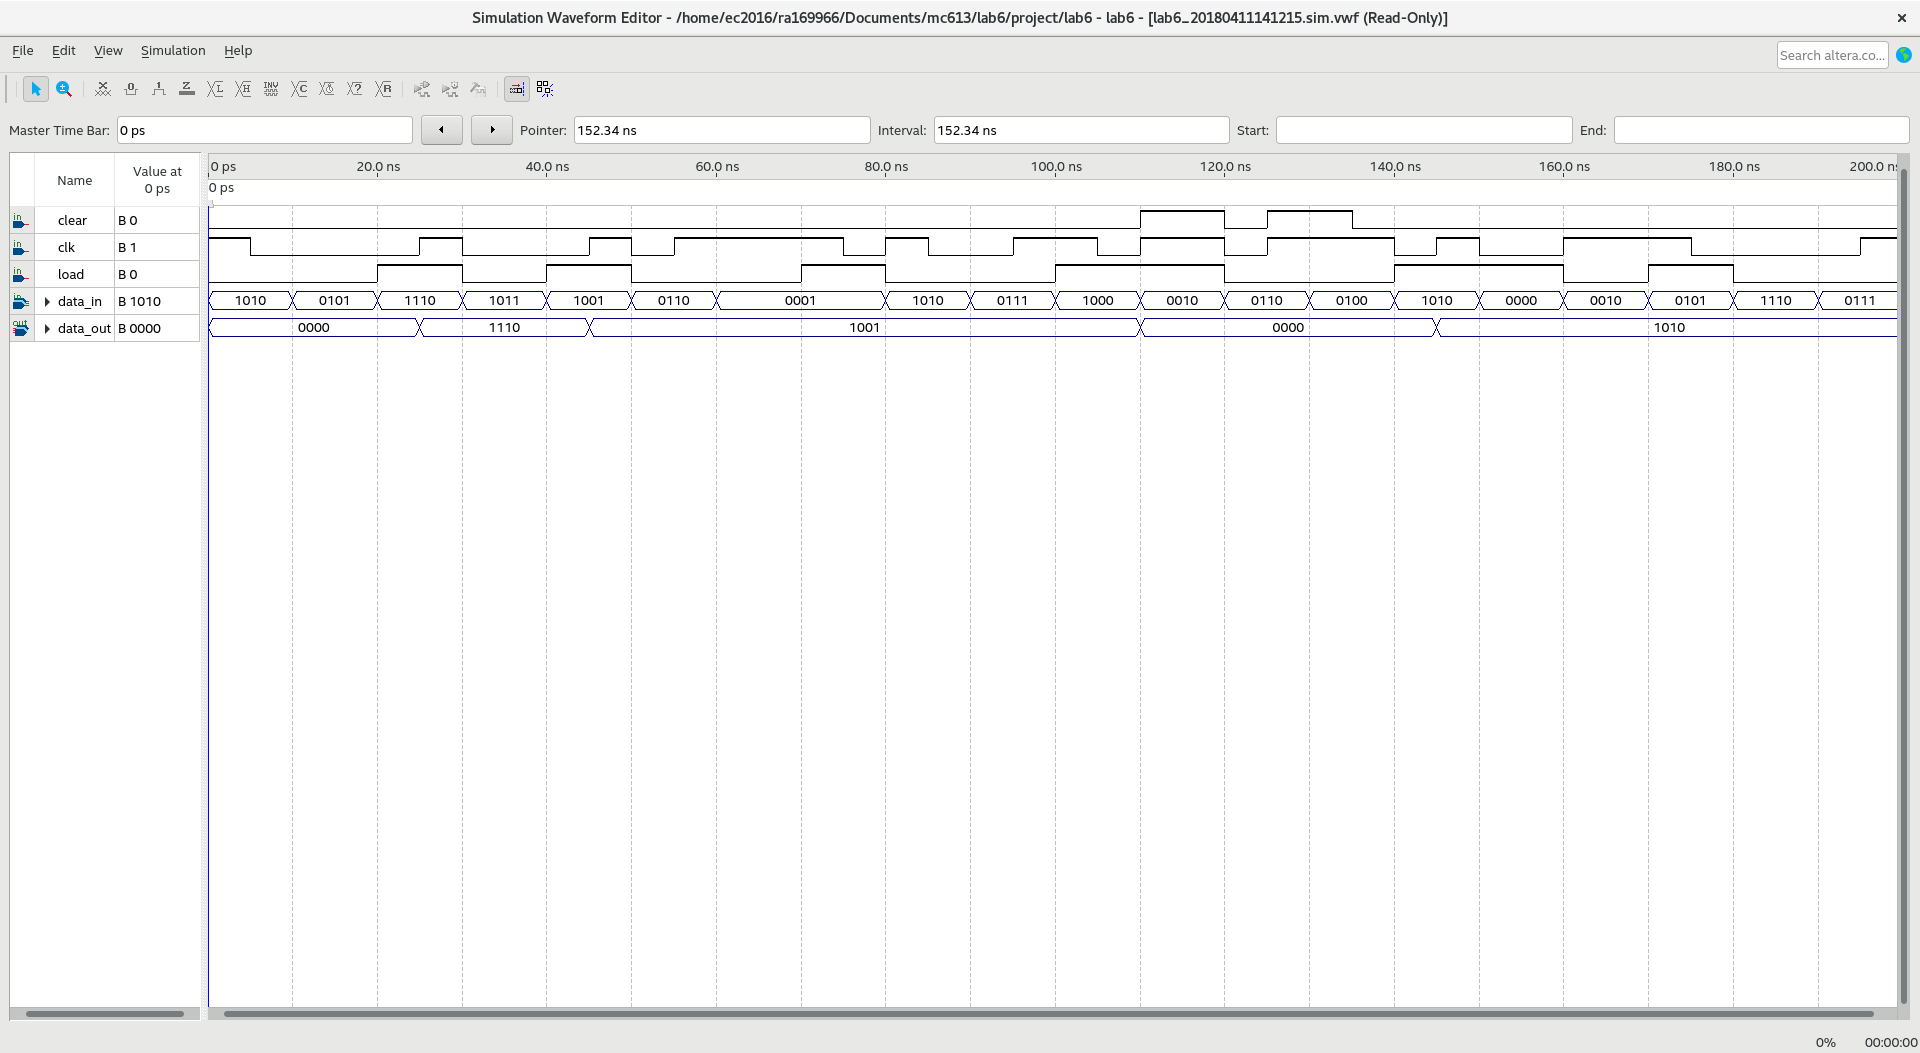 Simulation Waveform Editor - /home/ec2016/ra169966/Documents/mc613/lab6/project/lab6 - lab6 - [lab6_20180411141215.sim.vwf (Read-Only)]
File Edit View Simulation Help
Search altera.co...
Master Time Bar: 0 ps Pointer: 152.34 ns Interval: 152.34 ns Start: End:
Name Value at 0 ps
0 ps 20.0 ns 40.0 ns 60.0 ns 80.0 ns 100.0 ns 120.0 ns 140.0 ns 160.0 ns 180.0 ns 200.0 ns
0 ps
in clear B 0
in clk B 1
in load B 0
in data_in B 1010 1010 0101 1110 1011 1001 0110 0001 1010 0111 1000 0010 0110 0100 1010 0000 0010 0101 1110 0111
out data_out B 0000 0000 1110 1001 0000 1010
0% 00:00:00